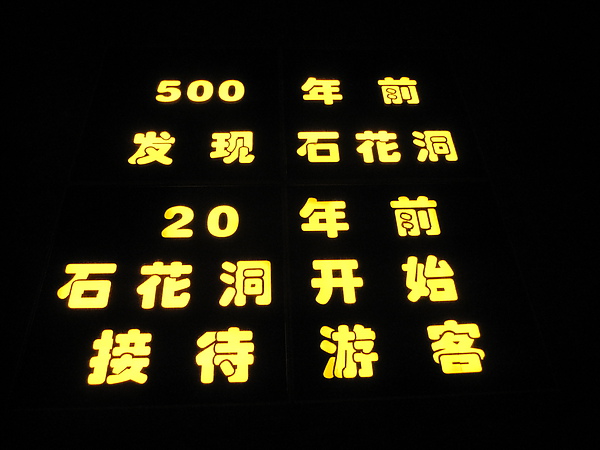 500 年 前
发 现 石花洞
20 年 前
石花洞 开 始
接 待 游 客